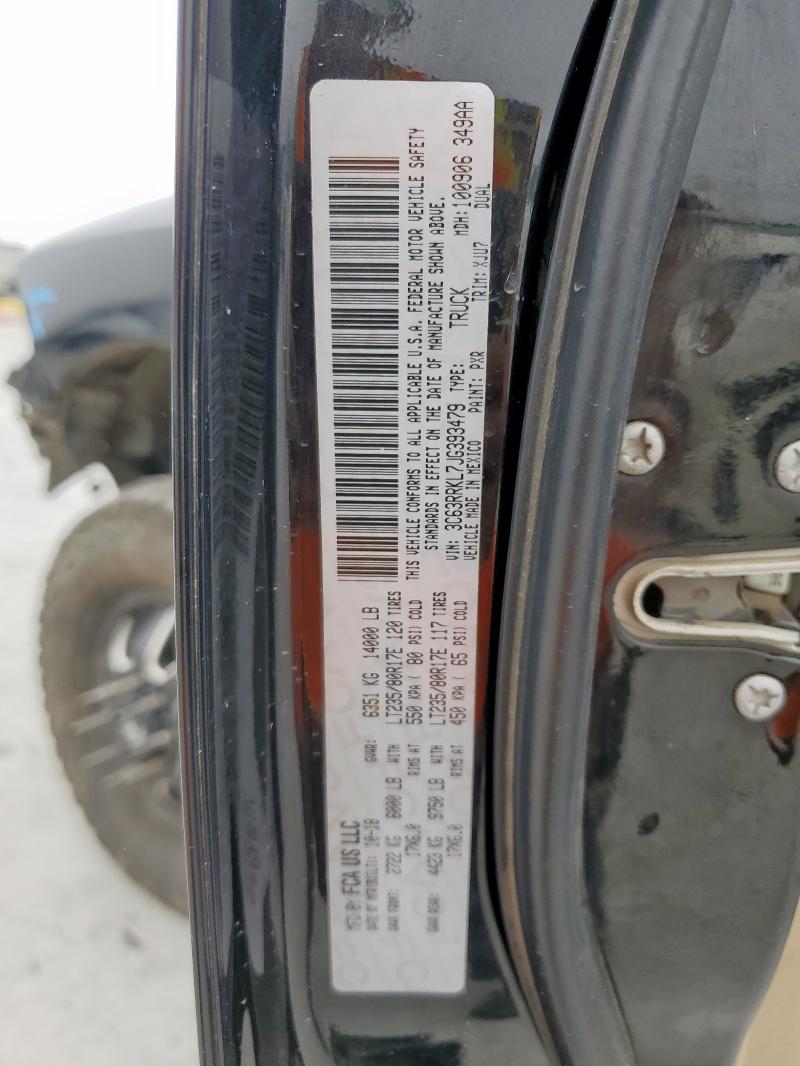 MFD BY FCA US LLC
DATE OF MFR(BUILT): 10-18 GVWR: 6351 KG 14000 LB
GAWR FRONT: 2722 KG 6000 LB WITH LT235/80R17E 120 TIRES
17X6.0 RIMS AT 550 KPA ( 80 PSI) COLD
GAWR REAR: 4423 KG 9750 LB WITH LT235/80R17E 117 TIRES
17X6.0 RIMS AT 450 KPA ( 65 PSI) COLD
THIS VEHICLE CONFORMS TO ALL APPLICABLE U.S.A. FEDERAL MOTOR VEHICLE SAFETY
STANDARDS IN EFFECT ON THE DATE OF MANUFACTURE SHOWN ABOVE.
VIN: 3C63RRKL7JG393479 TYPE: TRUCK MDH: 100906 349AA
VEHICLE MADE IN MEXICO PAINT: PXR TRIM: XJU7 DUAL